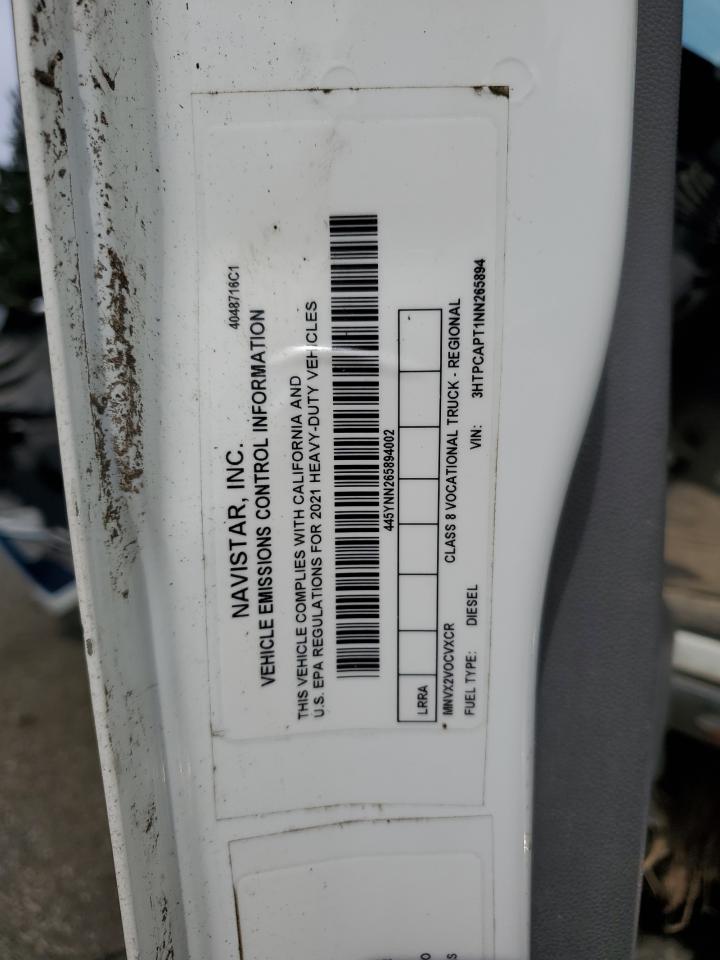 4048716C1
NAVISTAR, INC.
VEHICLE EMISSIONS CONTROL INFORMATION
THIS VEHICLE COMPLIES WITH CALIFORNIA AND
U.S. EPA REGULATIONS FOR 2021 HEAVY-DUTY VEHICLES
445YNN265894002
LRRA
MNVX2VOCVXCR CLASS 8 VOCATIONAL TRUCK - REGIONAL
FUEL TYPE: DIESEL VIN: 3HTPCAPT1NN265894